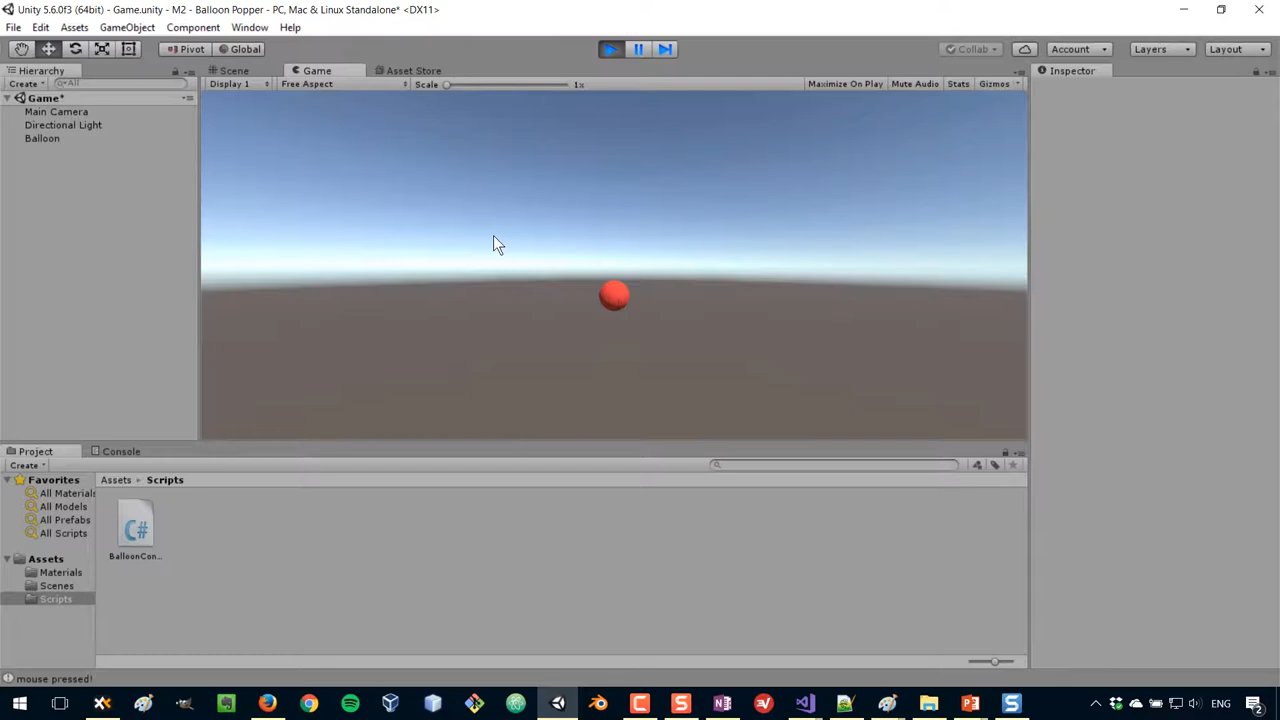 Unity 5.6.0f3 (64bit) - Game.unity - M2 - Balloon Popper - PC, Mac & Linux Standalone* <DX11>
File Edit Assets GameObject Component Window Help
Pivot Global Collab Account Layers Layout
Hierarchy Scene Game Asset Store Inspector
Create All Display 1 Free Aspect Scale 1x Maximize On Play Mute Audio Stats Gizmos
Game*
Main Camera
Directional Light
Balloon
Project Console
Create
Favorites Assets Scripts
All Materials
All Models
All Prefabs
All Scripts
C#
BalloonCon...
Assets
Materials
Scenes
Scripts
mouse pressed!
ENG
2